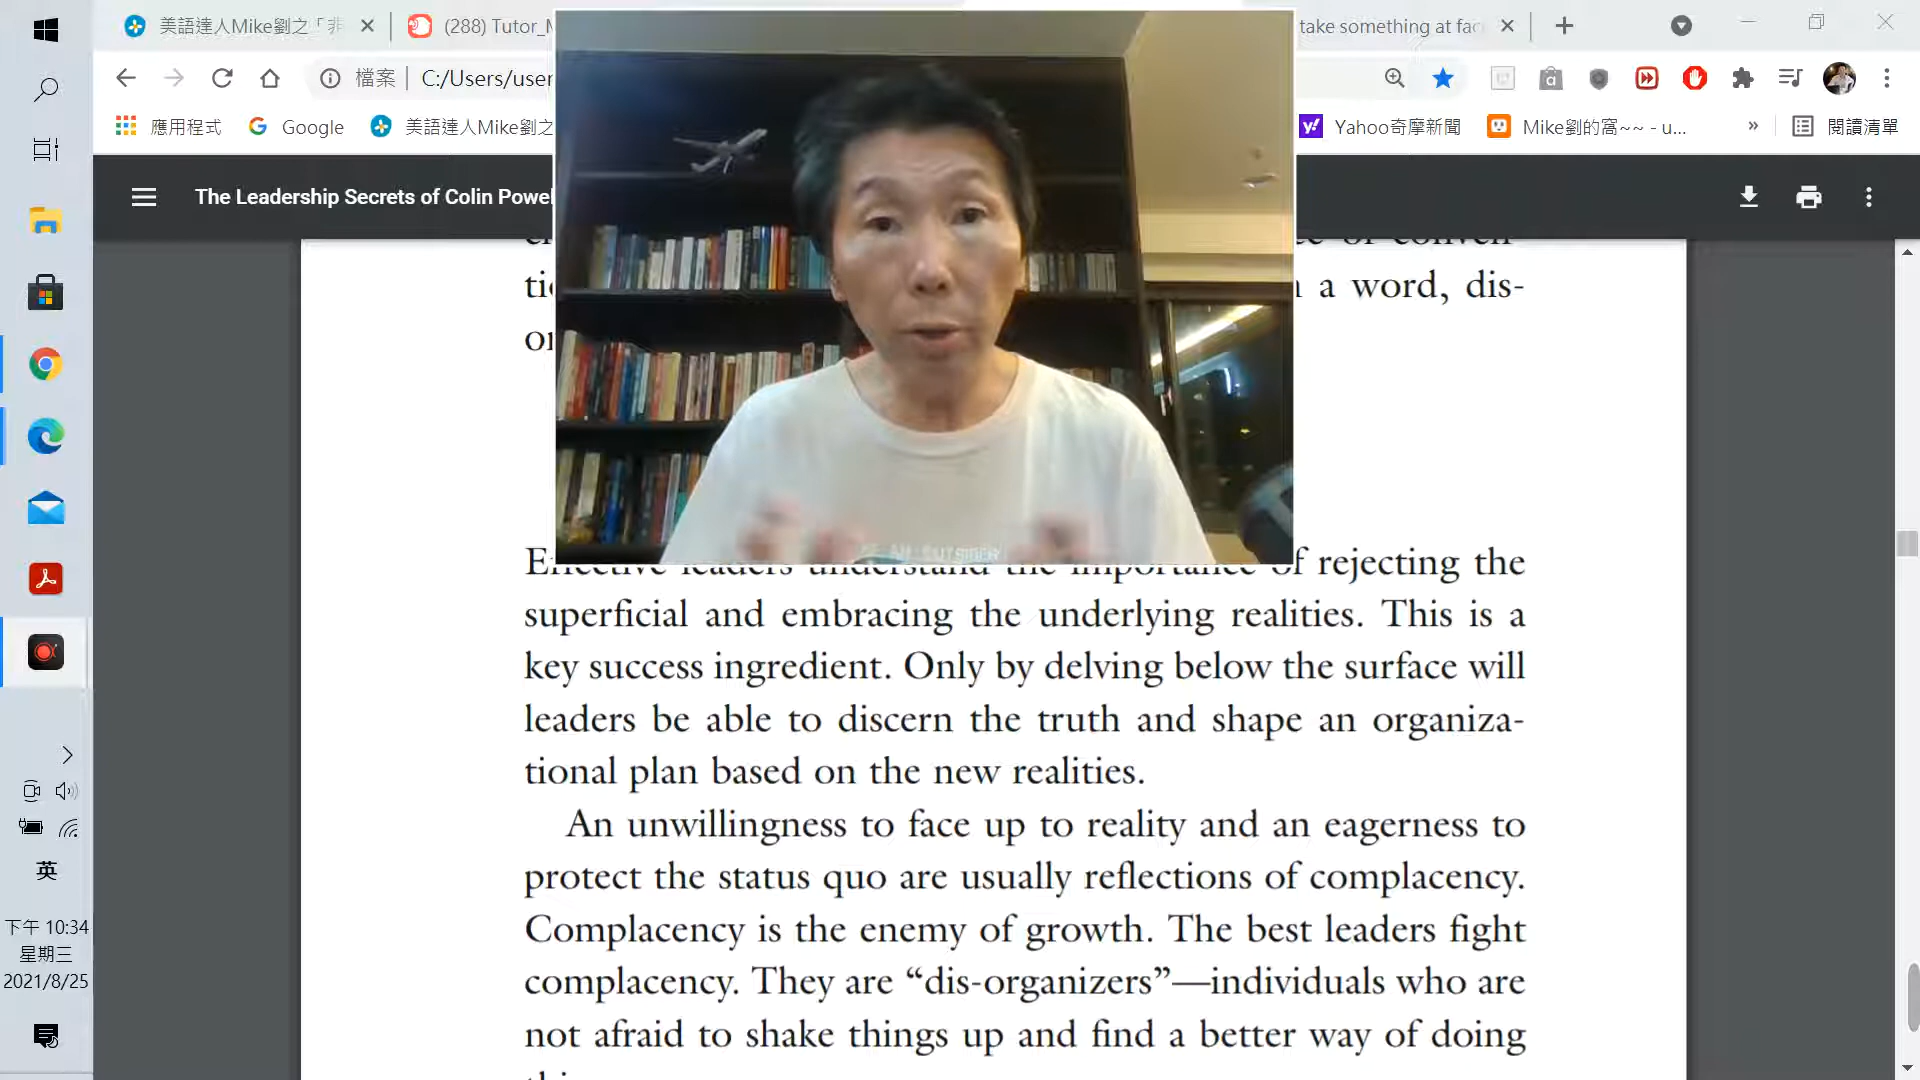 美語達人Mike劉之「非
(288) Tutor_M
take something at fac
檔案
C:/Users/user
應用程式
Google
美語達人Mike劉之
Yahoo奇摩新聞
Mike劉的窩~~ - u...
»
閱讀清單
The Leadership Secrets of Colin Powel
of conven-
a word, dis-
Effective leaders understand the importance of rejecting the
superficial and embracing the underlying realities. This is a
key success ingredient. Only by delving below the surface will
leaders be able to discern the truth and shape an organiza-
tional plan based on the new realities.
An unwillingness to face up to reality and an eagerness to
protect the status quo are usually reflections of complacency.
Complacency is the enemy of growth. The best leaders fight
complacency. They are “dis-organizers”—individuals who are
not afraid to shake things up and find a better way of doing
英
下午 10:34
星期三
2021/8/25